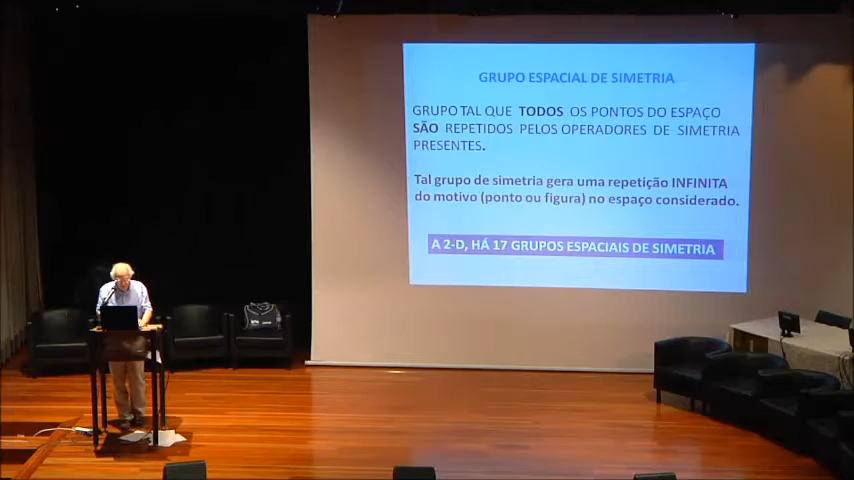 GRUPO ESPACIAL DE SIMETRIA
GRUPO TAL QUE TODOS OS PONTOS DO ESPAÇO
SÃO REPETIDOS PELOS OPERADORES DE SIMETRIA
PRESENTES.
Tal grupo de simetria gera uma repetição INFINITA
do motivo (ponto ou figura) no espaço considerado.
A 2-D, HÁ 17 GRUPOS ESPACIAIS DE SIMETRIA